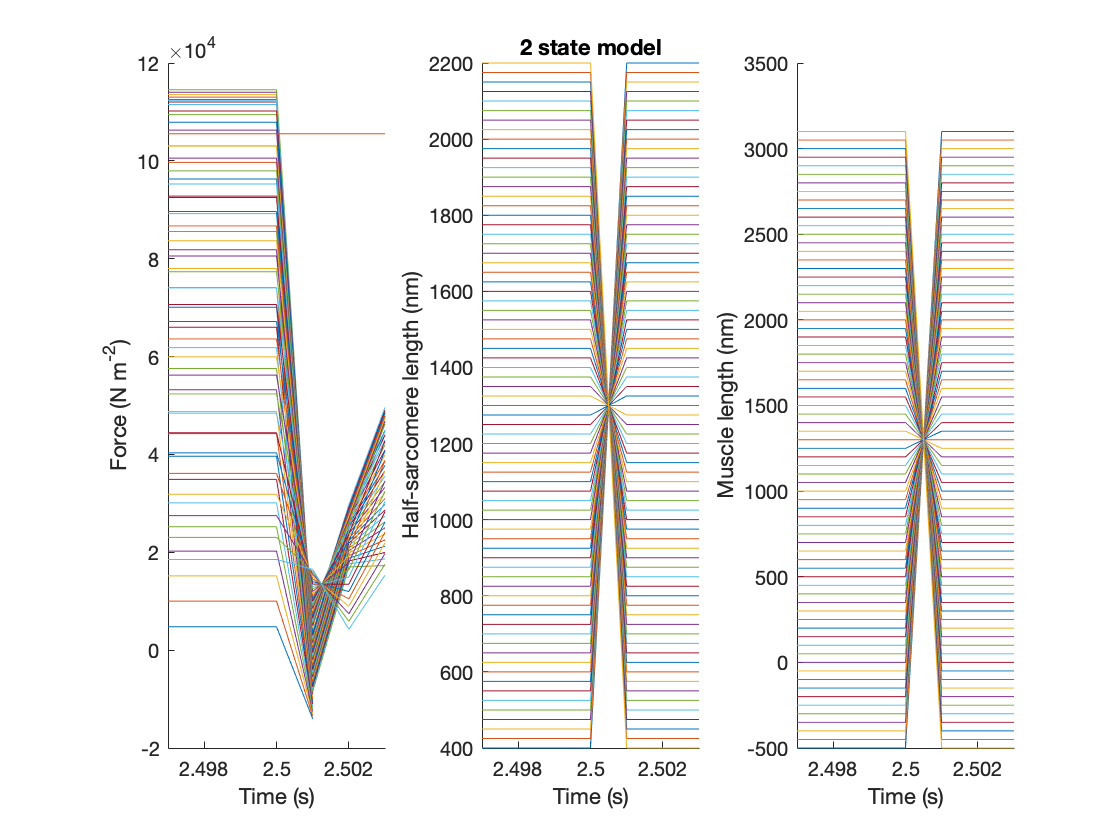 ×10^4
12
10
8
6
4
2
0
-2
2.498 2.5 2.502
Time (s)
Force (N m^-2)
2 state model
2200
2000
1800
1600
1400
1200
1000
800
600
400
2.498 2.5 2.502
Time (s)
Half-sarcomere length (nm)
3500
3000
2500
2000
1500
1000
500
0
-500
2.498 2.5 2.502
Time (s)
Muscle length (nm)